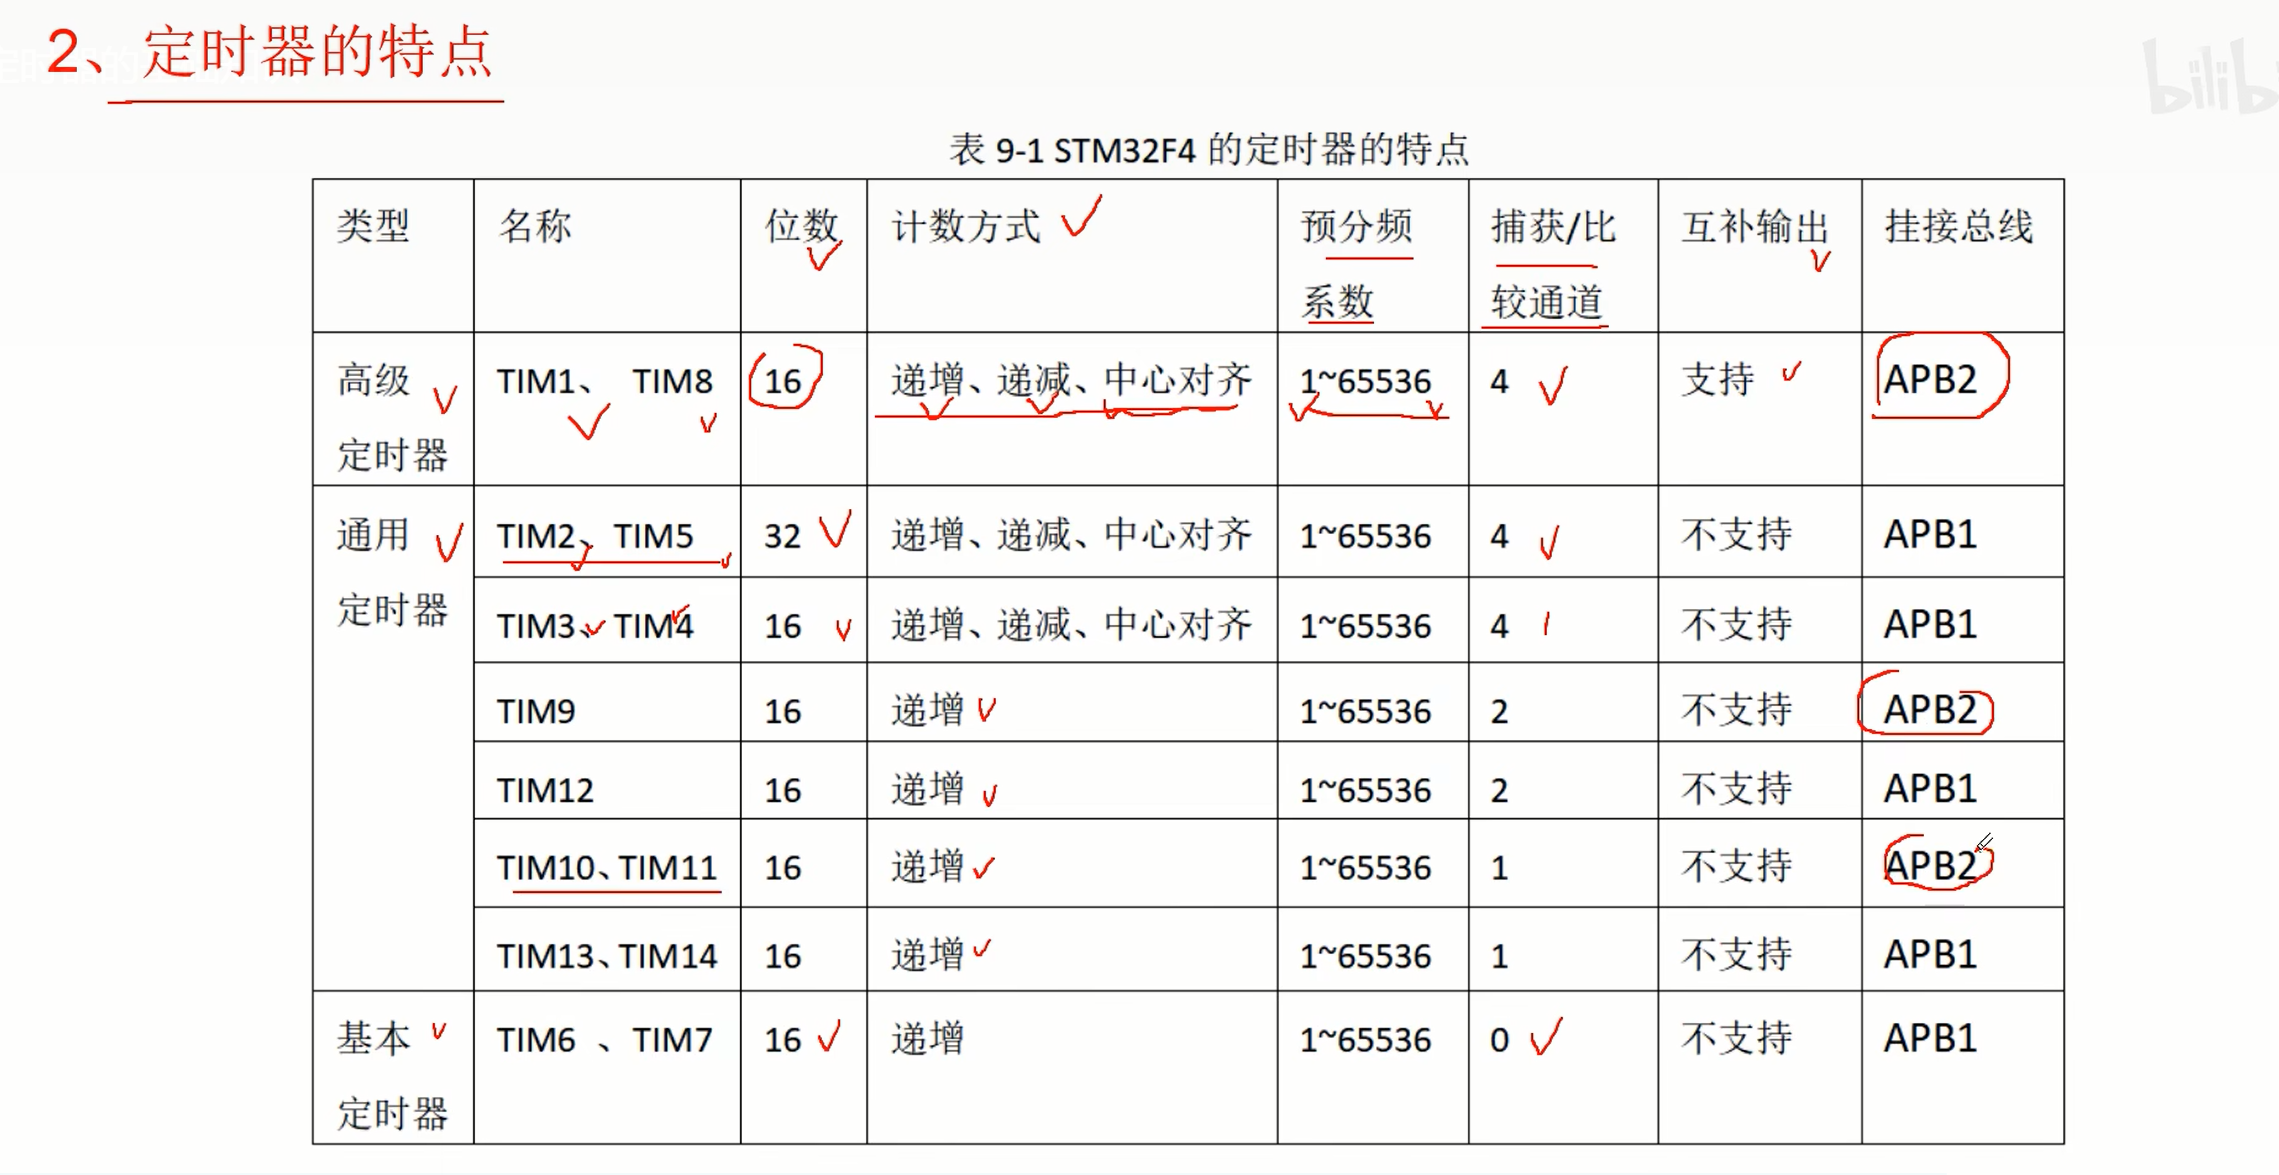 2、定时器的特点
表 9-1 STM32F4 的定时器的特点
类型 名称 位数 计数方式 预分频系数 捕获/比较通道 互补输出 挂接总线
高级定时器 TIM1、 TIM8 16 递增、递减、中心对齐 1~65536 4 支持 APB2
通用定时器 TIM2、TIM5 32 递增、递减、中心对齐 1~65536 4 不支持 APB1
TIM3、TIM4 16 递增、递减、中心对齐 1~65536 4 不支持 APB1
TIM9 16 递增 1~65536 2 不支持 APB2
TIM12 16 递增 1~65536 2 不支持 APB1
TIM10、TIM11 16 递增 1~65536 1 不支持 APB2
TIM13、TIM14 16 递增 1~65536 1 不支持 APB1
基本定时器 TIM6 、TIM7 16 递增 1~65536 0 不支持 APB1